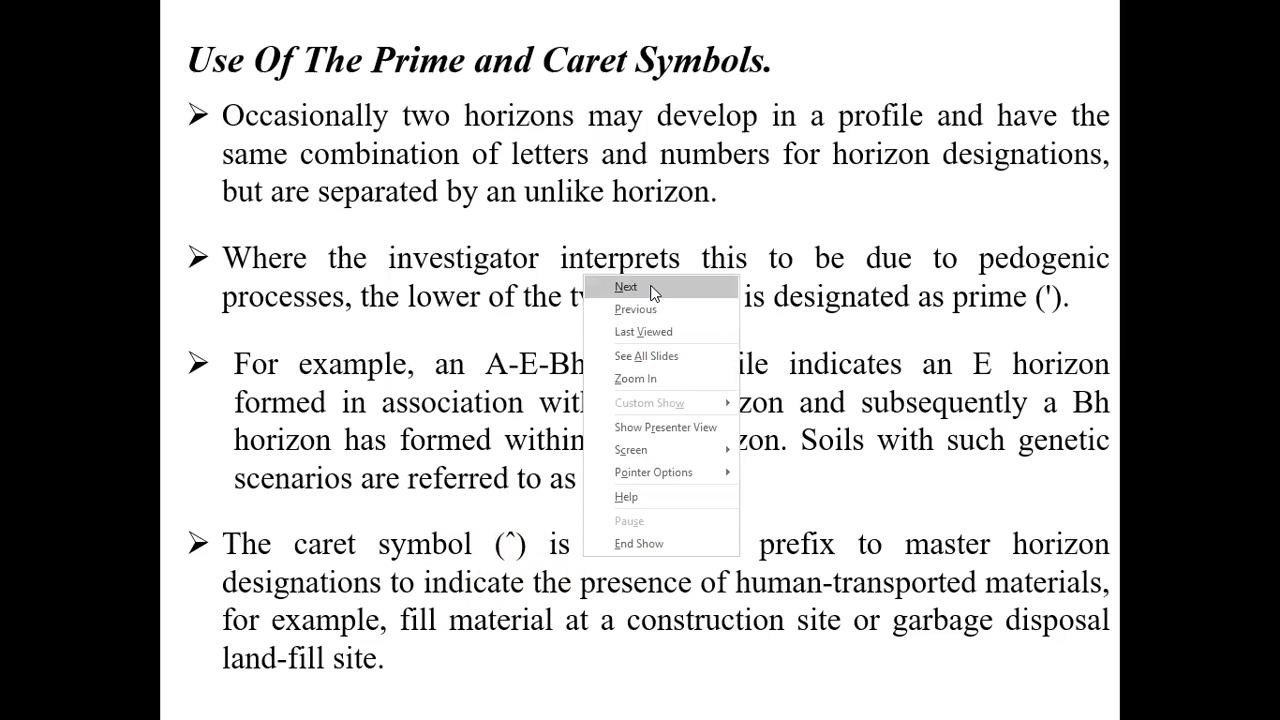 Use Of The Prime and Caret Symbols.
Occasionally two horizons may develop in a profile and have the
same combination of letters and numbers for horizon designations,
but are separated by an unlike horizon.
Where the investigator interprets this to be due to pedogenic
processes, the lower of the is designated as prime (').
For example, an A-E-Bh indicates an E horizon
formed in association and subsequently a Bh
horizon has formed within Soils with such genetic
scenarios are referred to as
The caret symbol (ˆ) is prefix to master horizon
designations to indicate the presence of human-transported materials,
for example, fill material at a construction site or garbage disposal
land-fill site.
Next
Previous
Last Viewed
See All Slides
Zoom In
Custom Show
Show Presenter View
Screen
Pointer Options
Help
Pause
End Show